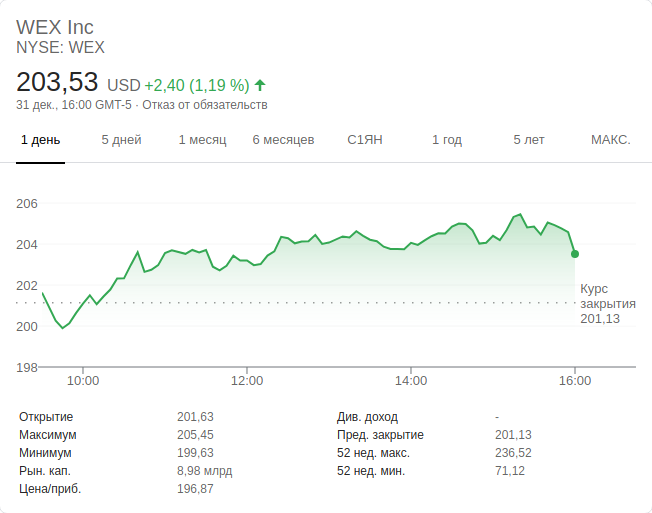 WEX Inc
NYSE: WEX
203,53 USD +2,40 (1,19 %)
31 дек., 16:00 GMT-5 · Отказ от обязательств
1 день 5 дней 1 месяц 6 месяцев С1ЯН 1 год 5 лет МАКС.
206
204
202
200
198
Курс
закрытия
201,13
10:00 12:00 14:00 16:00
Открытие 201,63 Див. доход -
Максимум 205,45 Пред. закрытие 201,13
Минимум 199,63 52 нед. макс. 236,52
Рын. кап. 8,98 млрд 52 нед. мин. 71,12
Цена/приб. 196,87